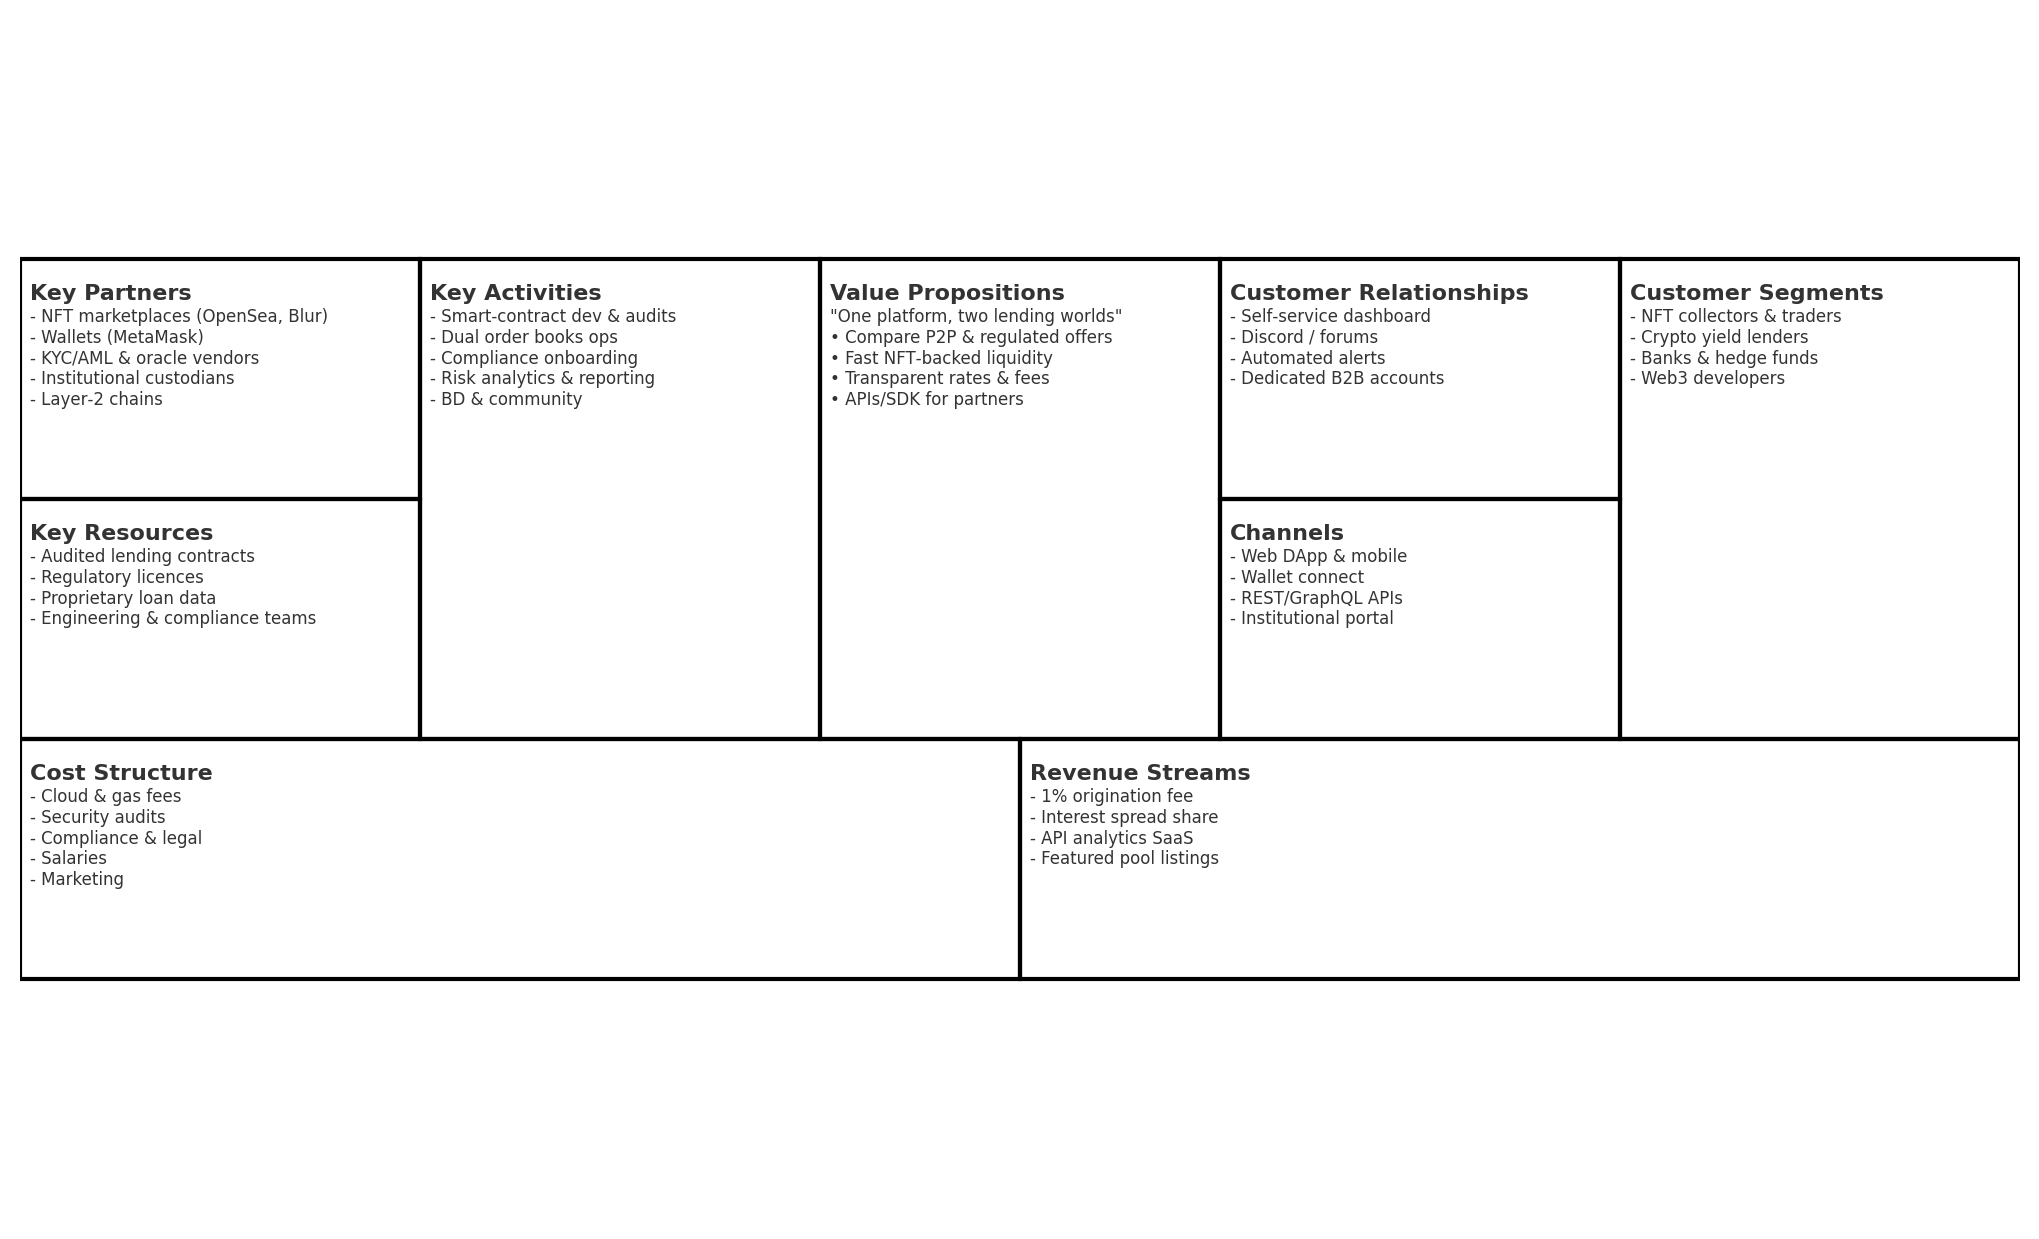 Key Partners
- NFT marketplaces (OpenSea, Blur)
- Wallets (MetaMask)
- KYC/AML & oracle vendors
- Institutional custodians
- Layer-2 chains
Key Resources
- Audited lending contracts
- Regulatory licences
- Proprietary loan data
- Engineering & compliance teams
Key Activities
- Smart-contract dev & audits
- Dual order books ops
- Compliance onboarding
- Risk analytics & reporting
- BD & community
Value Propositions
"One platform, two lending worlds"
• Compare P2P & regulated offers
• Fast NFT-backed liquidity
• Transparent rates & fees
• APIs/SDK for partners
Customer Relationships
- Self-service dashboard
- Discord / forums
- Automated alerts
- Dedicated B2B accounts
Channels
- Web DApp & mobile
- Wallet connect
- REST/GraphQL APIs
- Institutional portal
Customer Segments
- NFT collectors & traders
- Crypto yield lenders
- Banks & hedge funds
- Web3 developers
Cost Structure
- Cloud & gas fees
- Security audits
- Compliance & legal
- Salaries
- Marketing
Revenue Streams
- 1% origination fee
- Interest spread share
- API analytics SaaS
- Featured pool listings